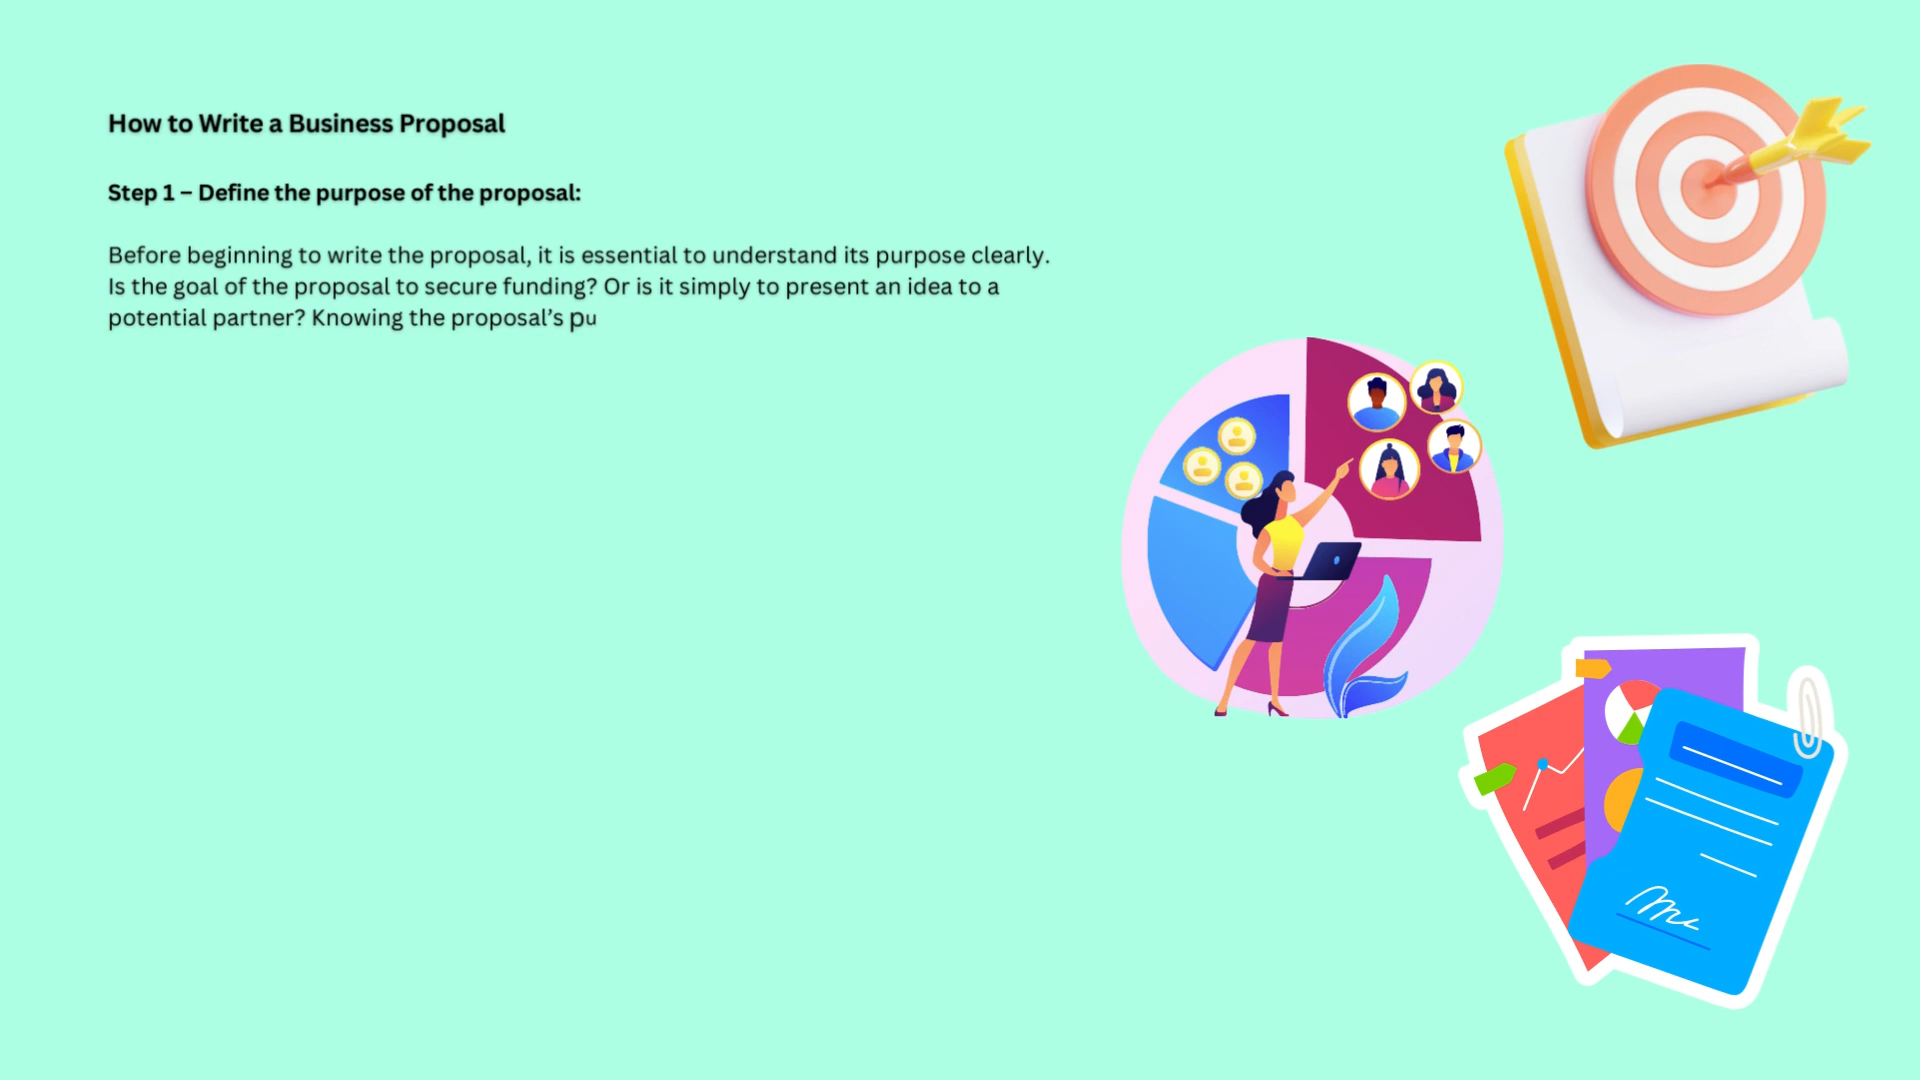 How to Write a Business Proposal
Step 1 – Define the purpose of the proposal:
Before beginning to write the proposal, it is essential to understand its purpose clearly.
Is the goal of the proposal to secure funding? Or is it simply to present an idea to a
potential partner? Knowing the proposal’s pu